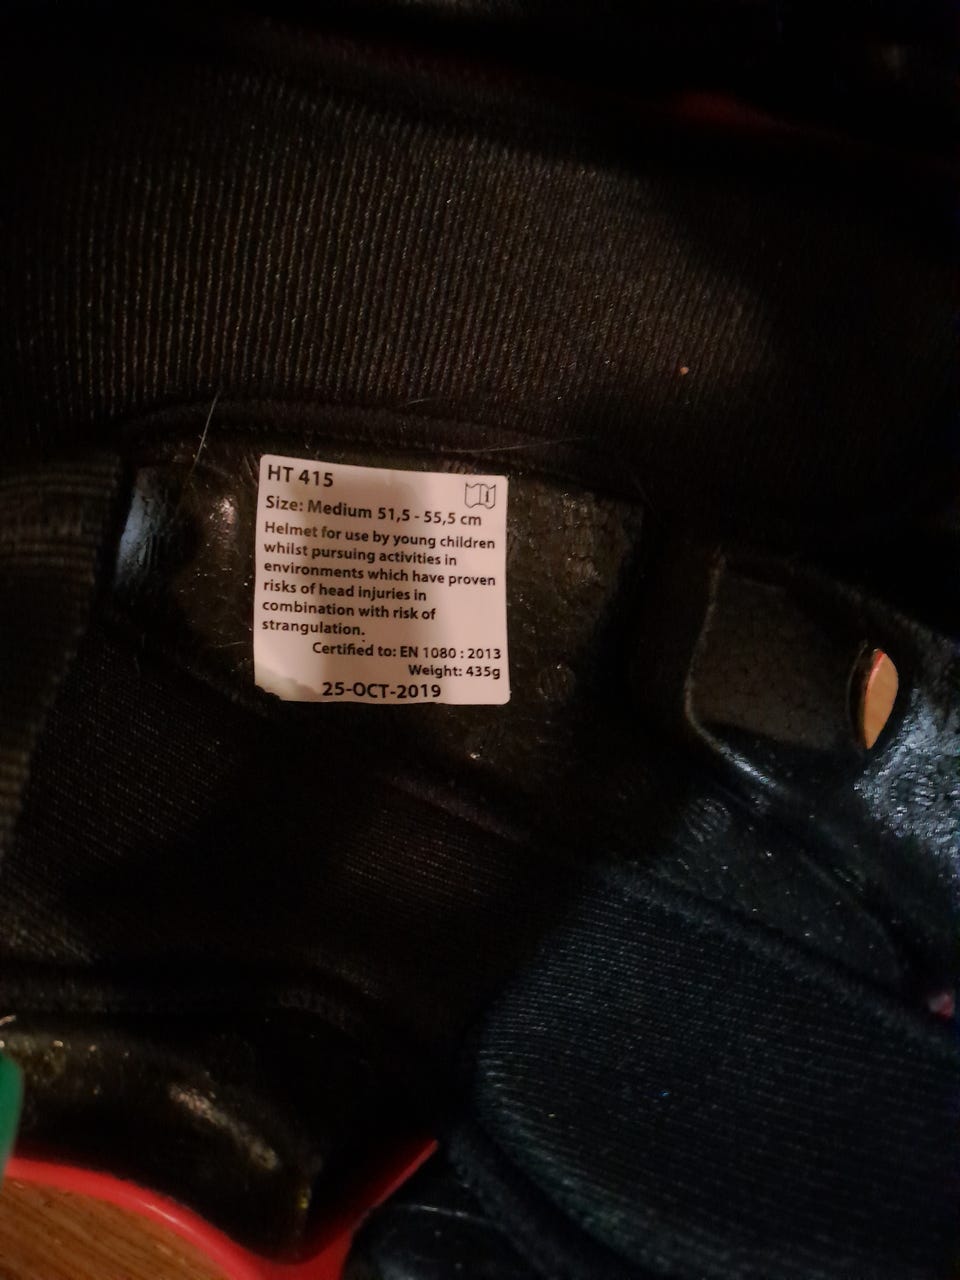 HT 415
Size: Medium 51,5 - 55,5 cm
Helmet for use by young children
whilst pursuing activities in
environments which have proven
risks of head injuries in
combination with risk of
strangulation.
Certified to: EN 1080 : 2013
Weight: 435g
25-OCT-2019